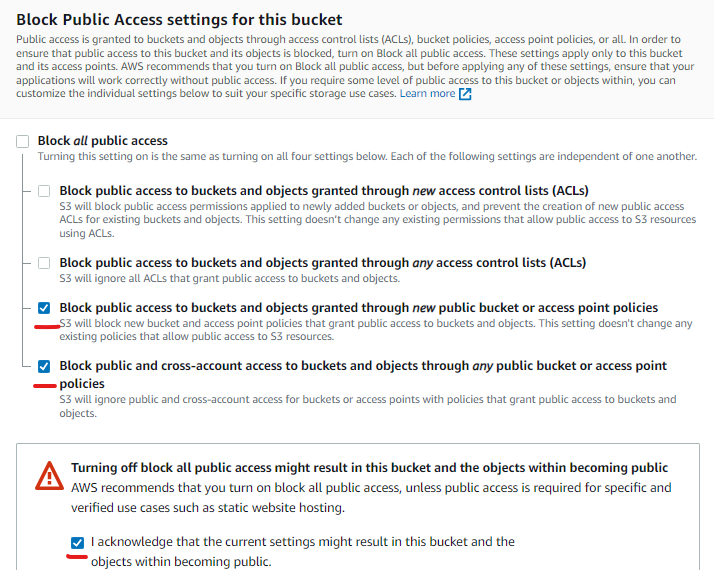 Block Public Access settings for this bucket
Public access is granted to buckets and objects through access control lists (ACLs), bucket policies, access point policies, or all. In order to
ensure that public access to this bucket and its objects is blocked, turn on Block all public access. These settings apply only to this bucket
and its access points. AWS recommends that you turn on Block all public access, but before applying any of these settings, ensure that your
applications will work correctly without public access. If you require some level of public access to this bucket or objects within, you can
customize the individual settings below to suit your specific storage use cases. Learn more
Block all public access
Turning this setting on is the same as turning on all four settings below. Each of the following settings are independent of one another.
Block public access to buckets and objects granted through new access control lists (ACLs)
S3 will block public access permissions applied to newly added buckets or objects, and prevent the creation of new public access
ACLs for existing buckets and objects. This setting doesn't change any existing permissions that allow public access to S3 resources
using ACLs.
Block public access to buckets and objects granted through any access control lists (ACLs)
S3 will ignore all ACLs that grant public access to buckets and objects.
Block public access to buckets and objects granted through new public bucket or access point policies
S3 will block new bucket and access point policies that grant public access to buckets and objects. This setting doesn't change any
existing policies that allow public access to S3 resources.
Block public and cross-account access to buckets and objects through any public bucket or access point
policies
S3 will ignore public and cross-account access for buckets or access points with policies that grant public access to buckets and
objects.
Turning off block all public access might result in this bucket and the objects within becoming public
AWS recommends that you turn on block all public access, unless public access is required for specific and
verified use cases such as static website hosting.
I acknowledge that the current settings might result in this bucket and the
objects within becoming public.